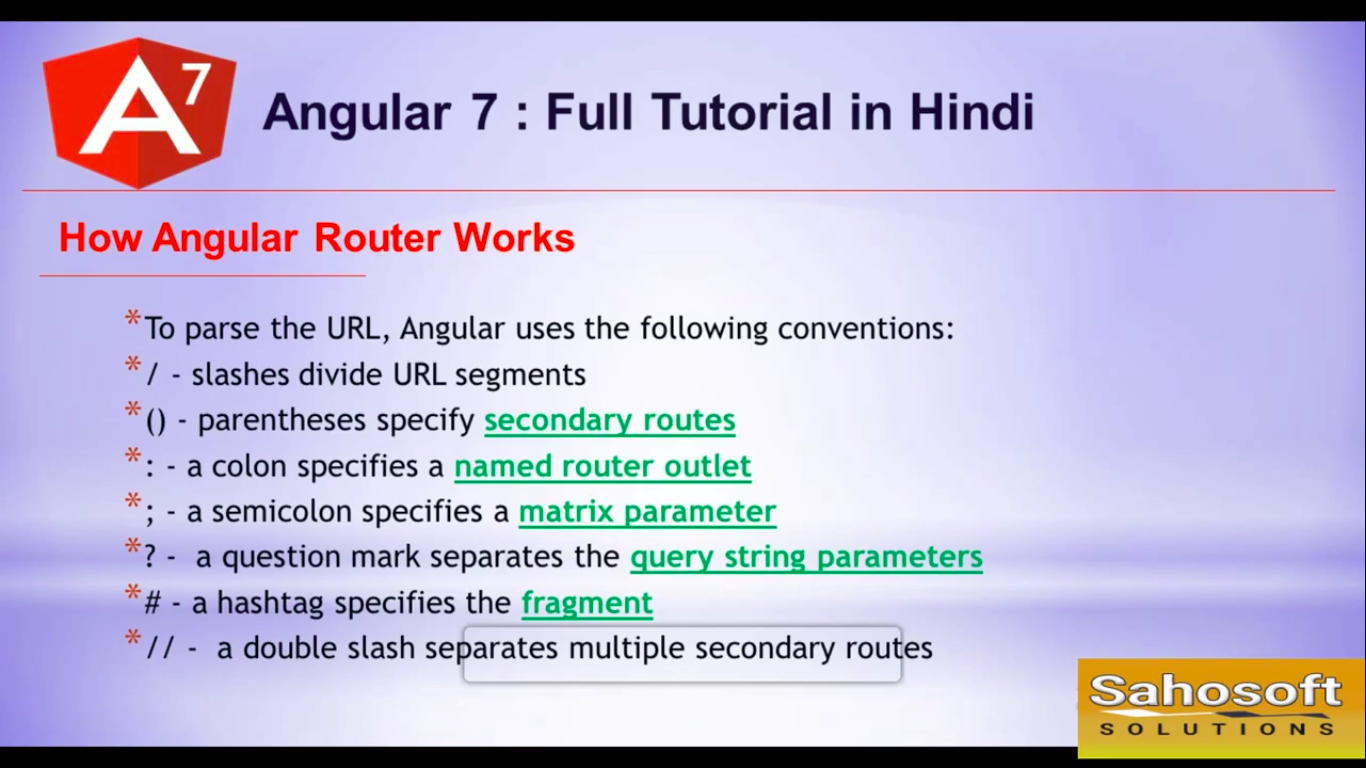 A7
Angular 7 : Full Tutorial in Hindi
How Angular Router Works
*To parse the URL, Angular uses the following conventions:
*/ - slashes divide URL segments
*() - parentheses specify secondary routes
*: - a colon specifies a named router outlet
*; - a semicolon specifies a matrix parameter
*? - a question mark separates the query string parameters
*# - a hashtag specifies the fragment
*// - a double slash separates multiple secondary routes
Sahosoft
SOLUTIONS